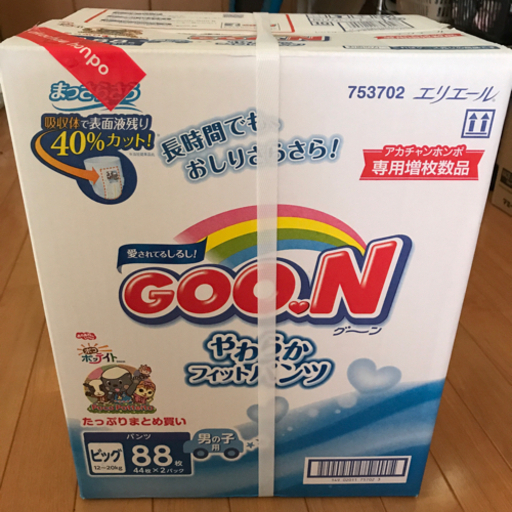 まっさらさら
吸収体で表面液残り
40%カット!
長時間でも、
おしりさらさら!
753702 エリエール
アカチャンホンポ
専用増枚数品
愛されてるしるし!
GOO.N
グ〜ン
やわらか
フィットパンツ
ホワイト
たっぷりまとめ買い
パンツ
ビッグ
12〜20kg
88枚
44枚×2パック
男の子用